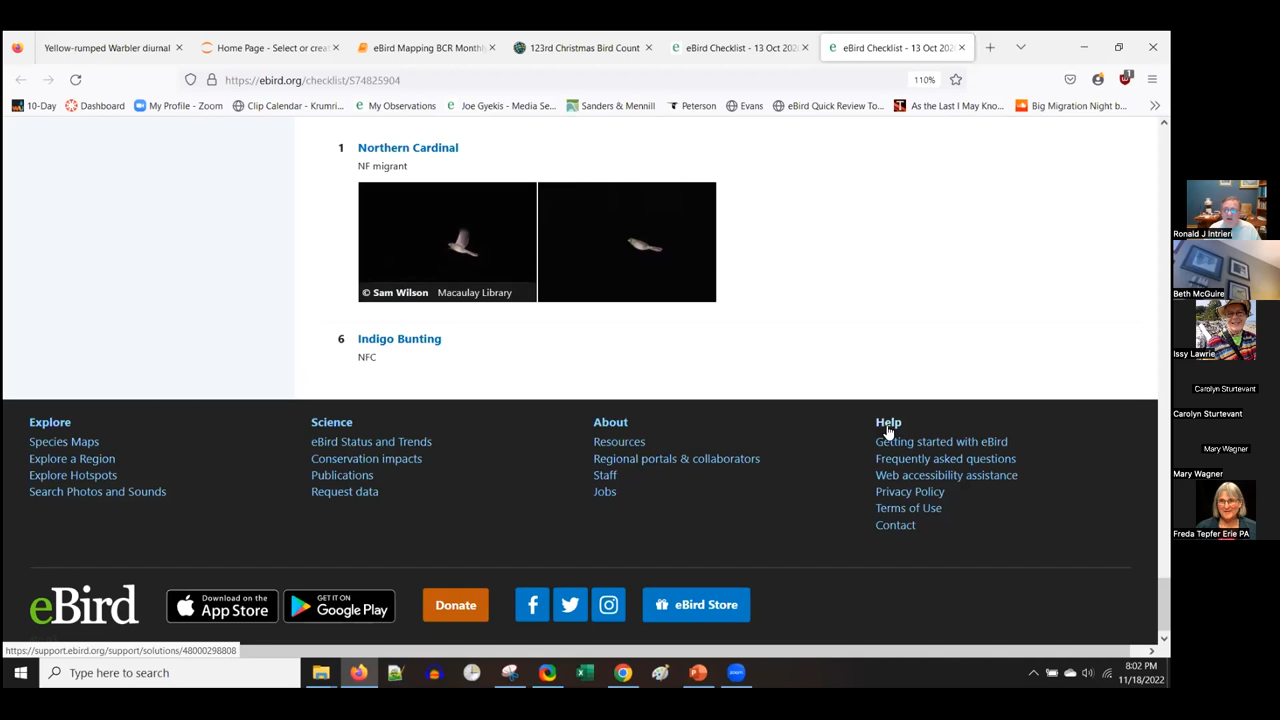 Yellow-rumped Warbler diurnal
Home Page - Select or crea
eBird Mapping BCR Monthly
123rd Christmas Bird Count
eBird Checklist - 13 Oct 202
eBird Checklist - 13 Oct 202
https://ebird.org/checklist/S74825904
110%
10-Day
Dashboard
My Profile - Zoom
Clip Calendar - Krumri...
My Observations
Joe Gyekis - Media Se...
Sanders & Mennill
Peterson
Evans
eBird Quick Review To...
As the Last I May Kno...
Big Migration Night b...
1 Northern Cardinal
NF migrant
© Sam Wilson Macaulay Library
6 Indigo Bunting
NFC
Explore
Species Maps
Explore a Region
Explore Hotspots
Search Photos and Sounds
Science
eBird Status and Trends
Conservation impacts
Publications
Request data
About
Resources
Regional portals & collaborators
Staff
Jobs
Help
Getting started with eBird
Frequently asked questions
Web accessibility assistance
Privacy Policy
Terms of Use
Contact
eBird
Download on the
App Store
GET IT ON
Google Play
Donate
eBird Store
https://support.ebird.org/support/solutions/48000298808
Type here to search
8:02 PM
11/18/2022
Ronald J Intrieri
Beth McGuire
Issy Lawrie
Carolyn Sturtevant
Carolyn Sturtevant
Mary Wagner
Mary Wagner
Freda Tepfer Erie PA